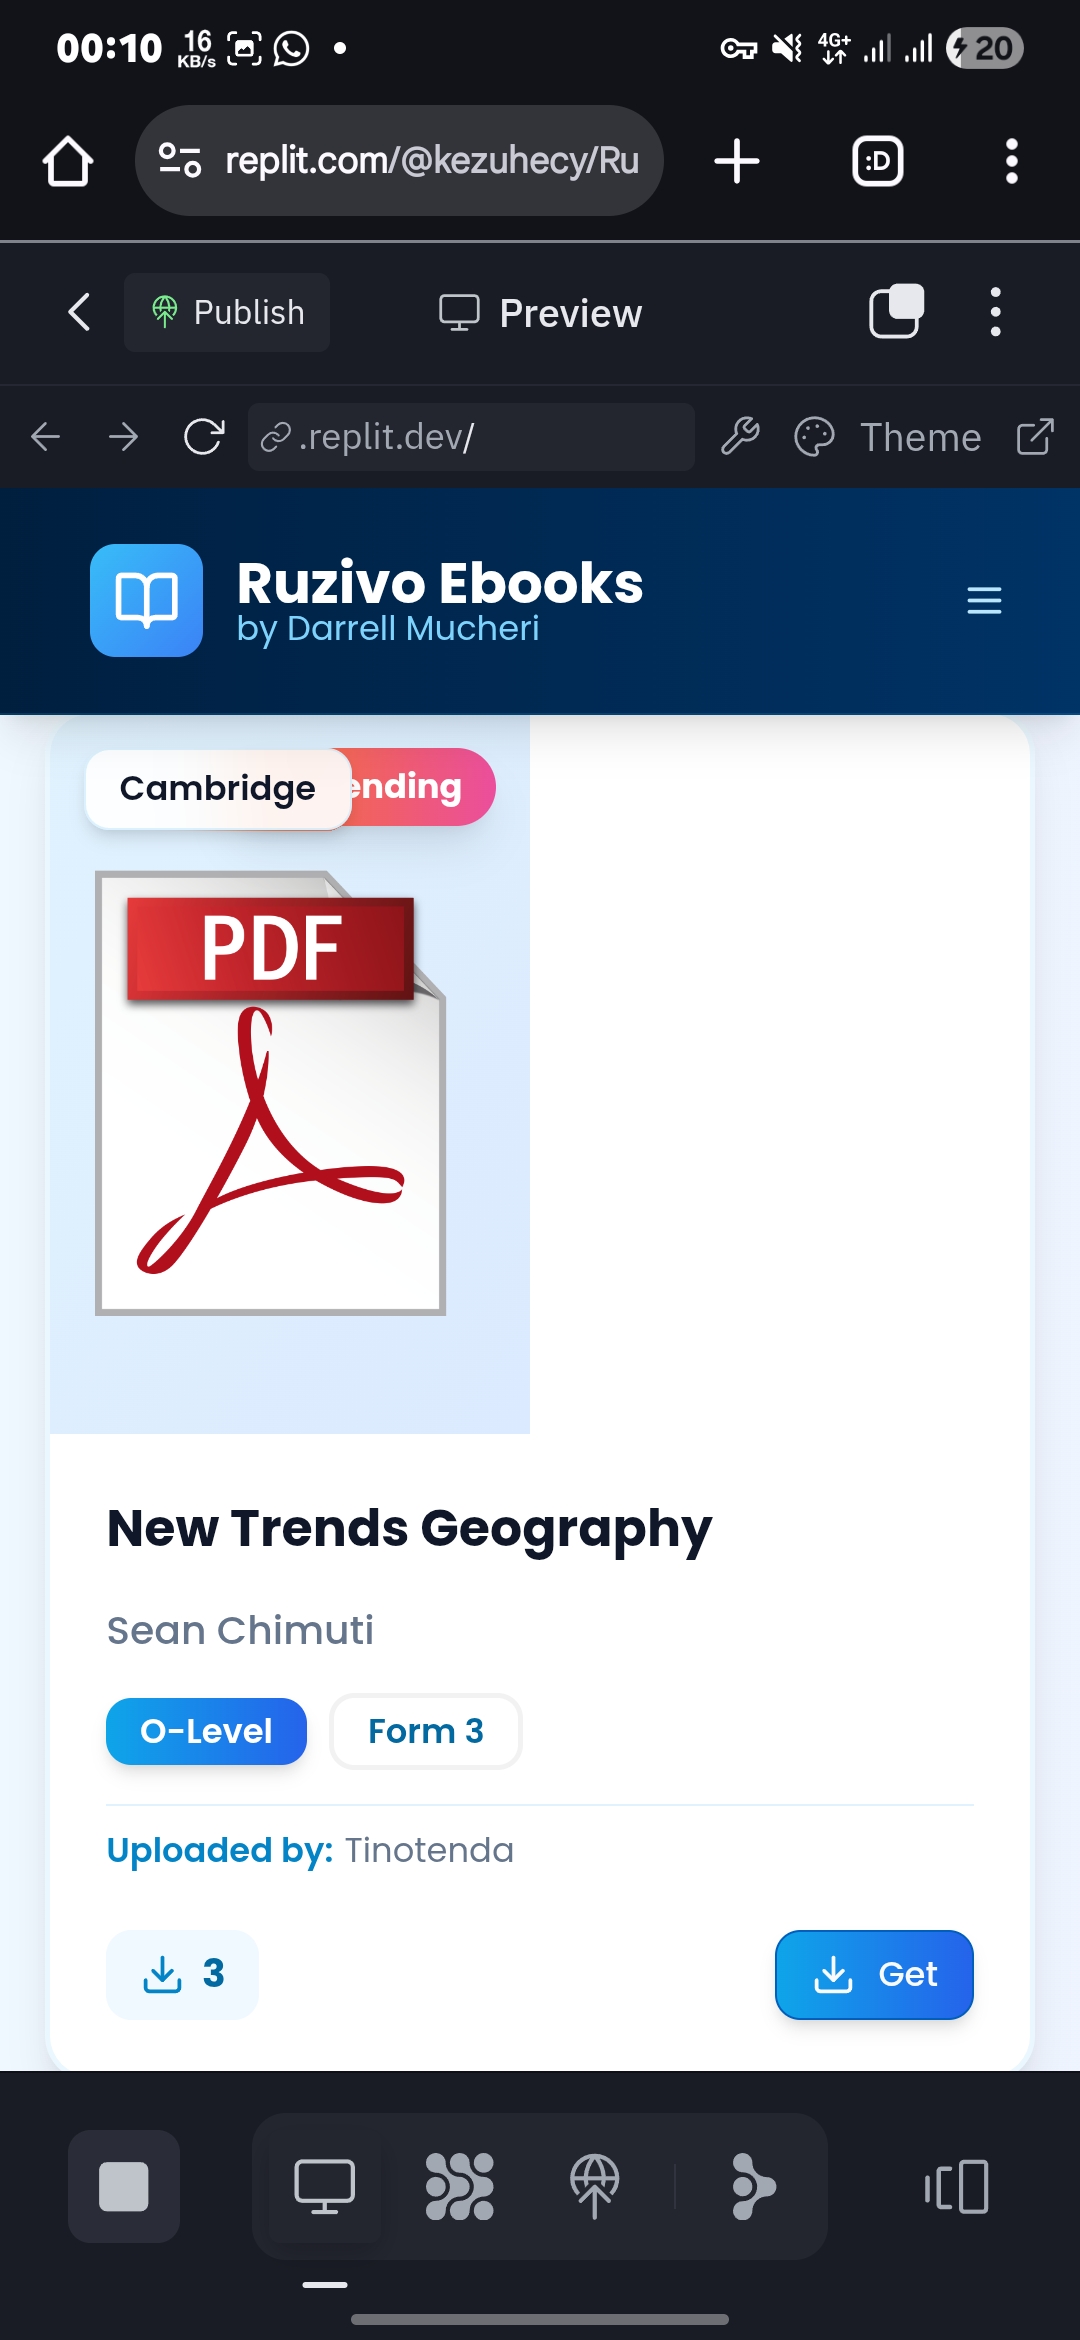 00:10 16 KB/s 4G+ 20
replit.com/@kezuhecy/Ru :D
Publish Preview
.replit.dev/ Theme
Ruzivo Ebooks
by Darrell Mucheri
Cambridge ending
PDF
New Trends Geography
Sean Chimuti
O-Level Form 3
Uploaded by: Tinotenda
3 Get